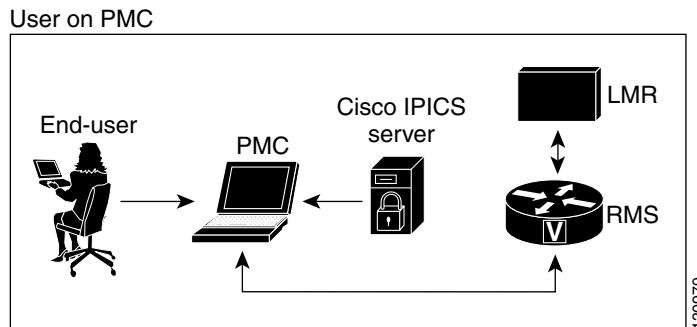 User on PMC
End-user
PMC
Cisco IPICS
server
LMR
RMS
V